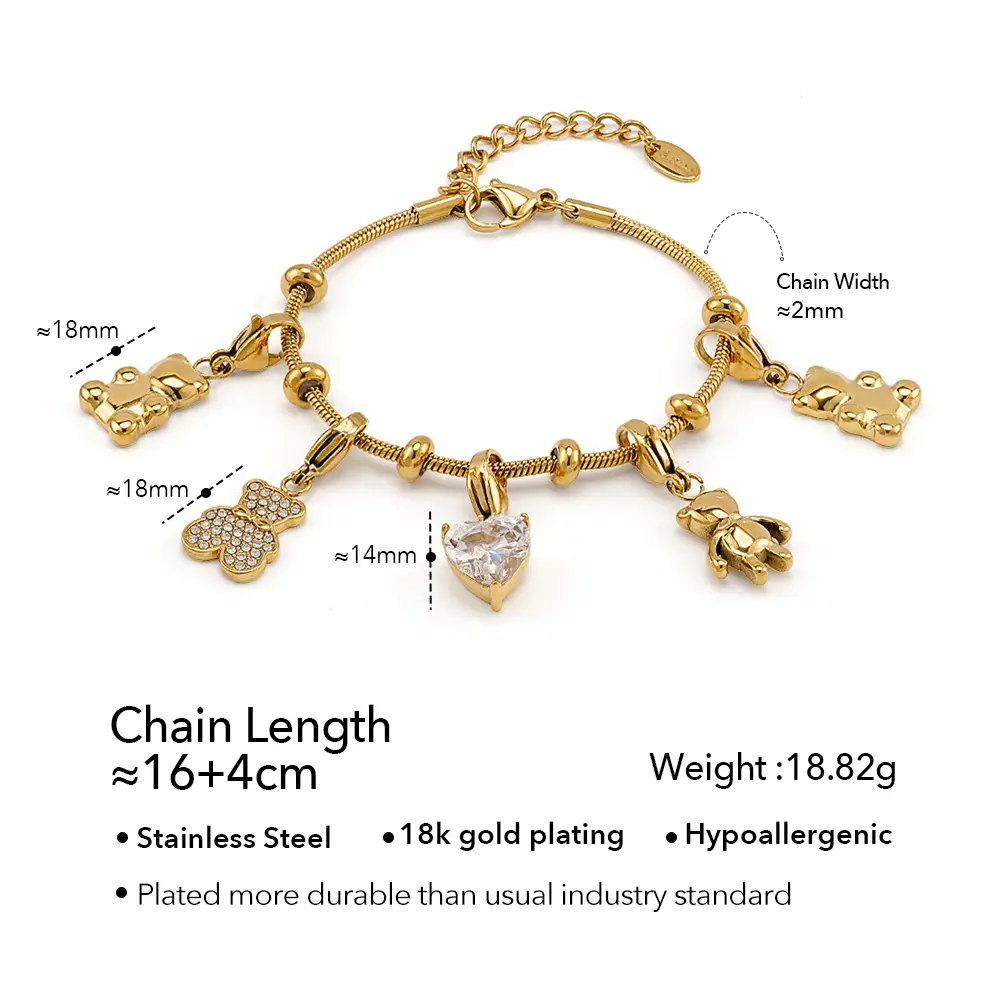 ≈18mm
Chain Width
≈2mm
≈18mm
≈14mm
Chain Length
≈16+4cm
Weight :18.82g
• Stainless Steel
• 18k gold plating
• Hypoallergenic
• Plated more durable than usual industry standard